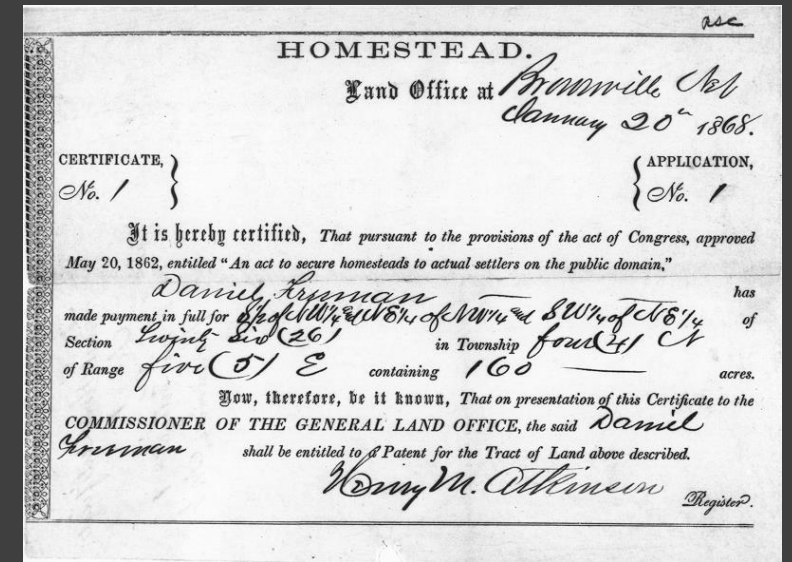 HOMESTEAD.
Land Office at Brownville Neb
January 20th 1868.
CERTIFICATE,
No. 1
APPLICATION,
No. 1
It is hereby certified, That pursuant to the provisions of the act of Congress, approved
May 20, 1862, entitled "An act to secure homesteads to actual settlers on the public domain,"
Daniel Freeman has
made payment in full for S½ of NW¼ and NE¼ of NW¼ and SW¼ of NE¼ of
Section Twenty six (26) in Township four (4) N
of Range five (5) E containing 160 acres.
Now, therefore, be it known, That on presentation of this Certificate to the
COMMISSIONER OF THE GENERAL LAND OFFICE, the said Daniel
Freeman shall be entitled to a Patent for the Tract of Land above described.
Henry M. Atkinson
Register.